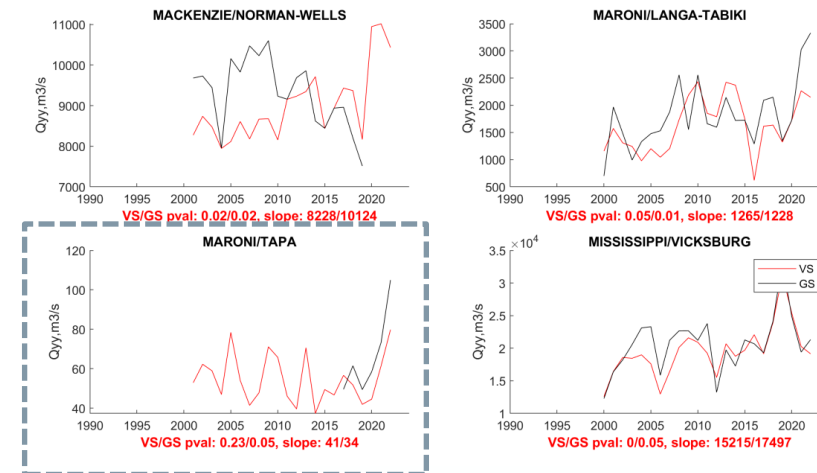 MACKENZIE/NORMAN-WELLS
11000
10000
9000
8000
7000
Qyy,m3/s
1990 1995 2000 2005 2010 2015 2020
VS/GS pval: 0.02/0.02, slope: 8228/10124
MARONI/LANGA-TABIKI
3500
3000
2500
2000
1500
1000
500
Qyy,m3/s
1990 1995 2000 2005 2010 2015 2020
VS/GS pval: 0.05/0.01, slope: 1265/1228
MARONI/TAPA
120
100
80
60
40
Qyy,m3/s
1990 1995 2000 2005 2010 2015 2020
VS/GS pval: 0.23/0.05, slope: 41/34
MISSISSIPPI/VICKSBURG
× 10⁴
3.5
3
2.5
2
1.5
1
Qyy,m3/s
VS
GS
1990 1995 2000 2005 2010 2015 2020
VS/GS pval: 0/0.05, slope: 15215/17497